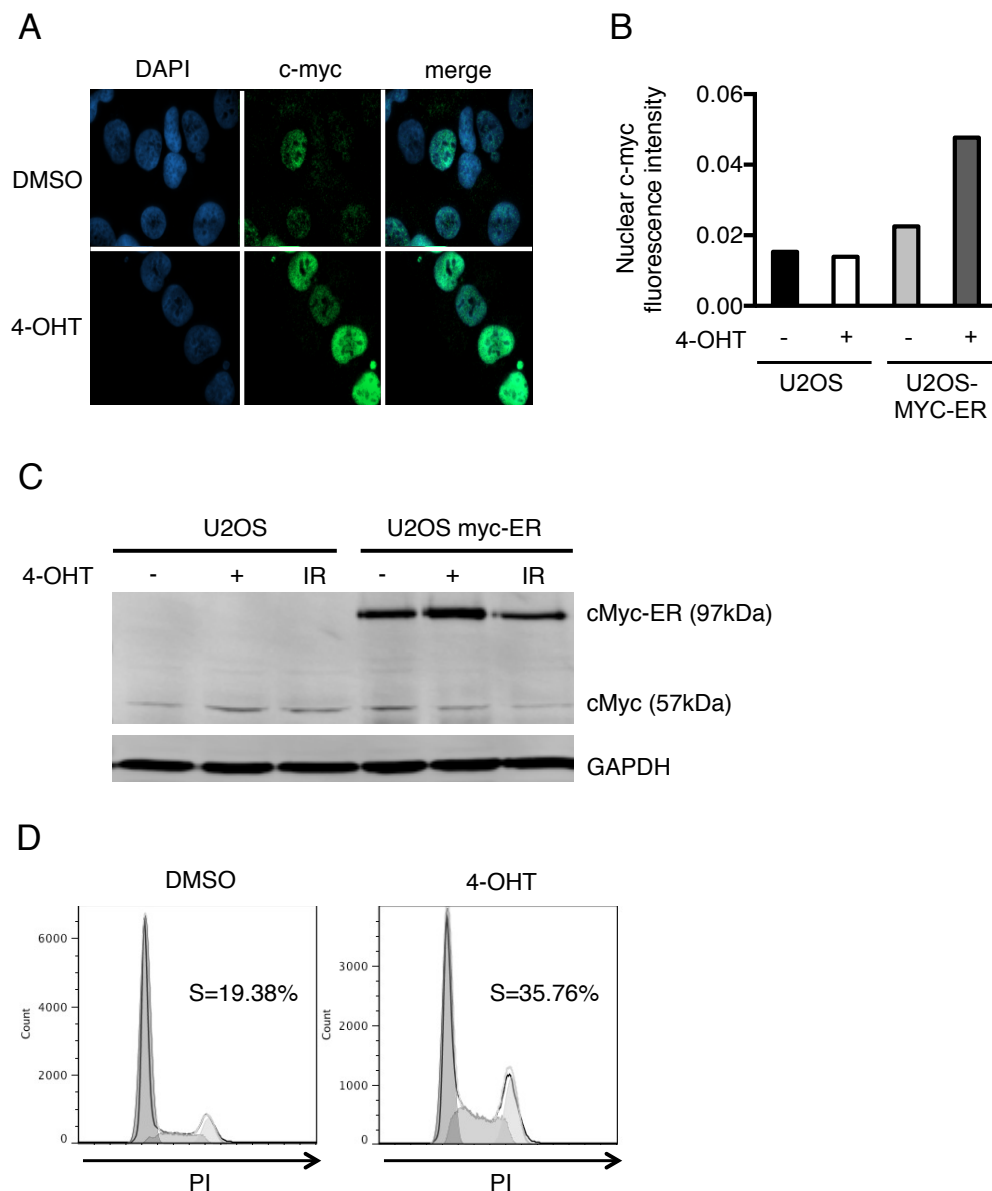 A
DAPI c-myc merge
DMSO
4-OHT
B
Nuclear c-myc
fluorescence intensity
0.06
0.04
0.02
0.00
4-OHT - + - +
U2OS U2OS-
MYC-ER
C
U2OS U2OS myc-ER
4-OHT - + IR - + IR
cMyc-ER (97kDa)
cMyc (57kDa)
GAPDH
D
DMSO
Count
6000
4000
2000
0
S=19.38%
PI
4-OHT
Count
3000
2000
1000
0
S=35.76%
PI